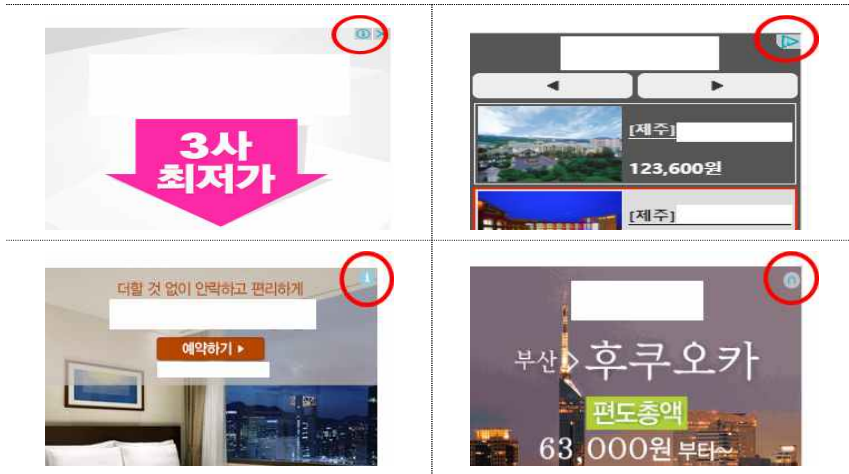 3사
최저가
[제주]
123,600원
[제주]
더할 것 없이 안락하고 편리하게
예약하기 ▶
부산>후쿠오카
편도총액
63,000원 부터~